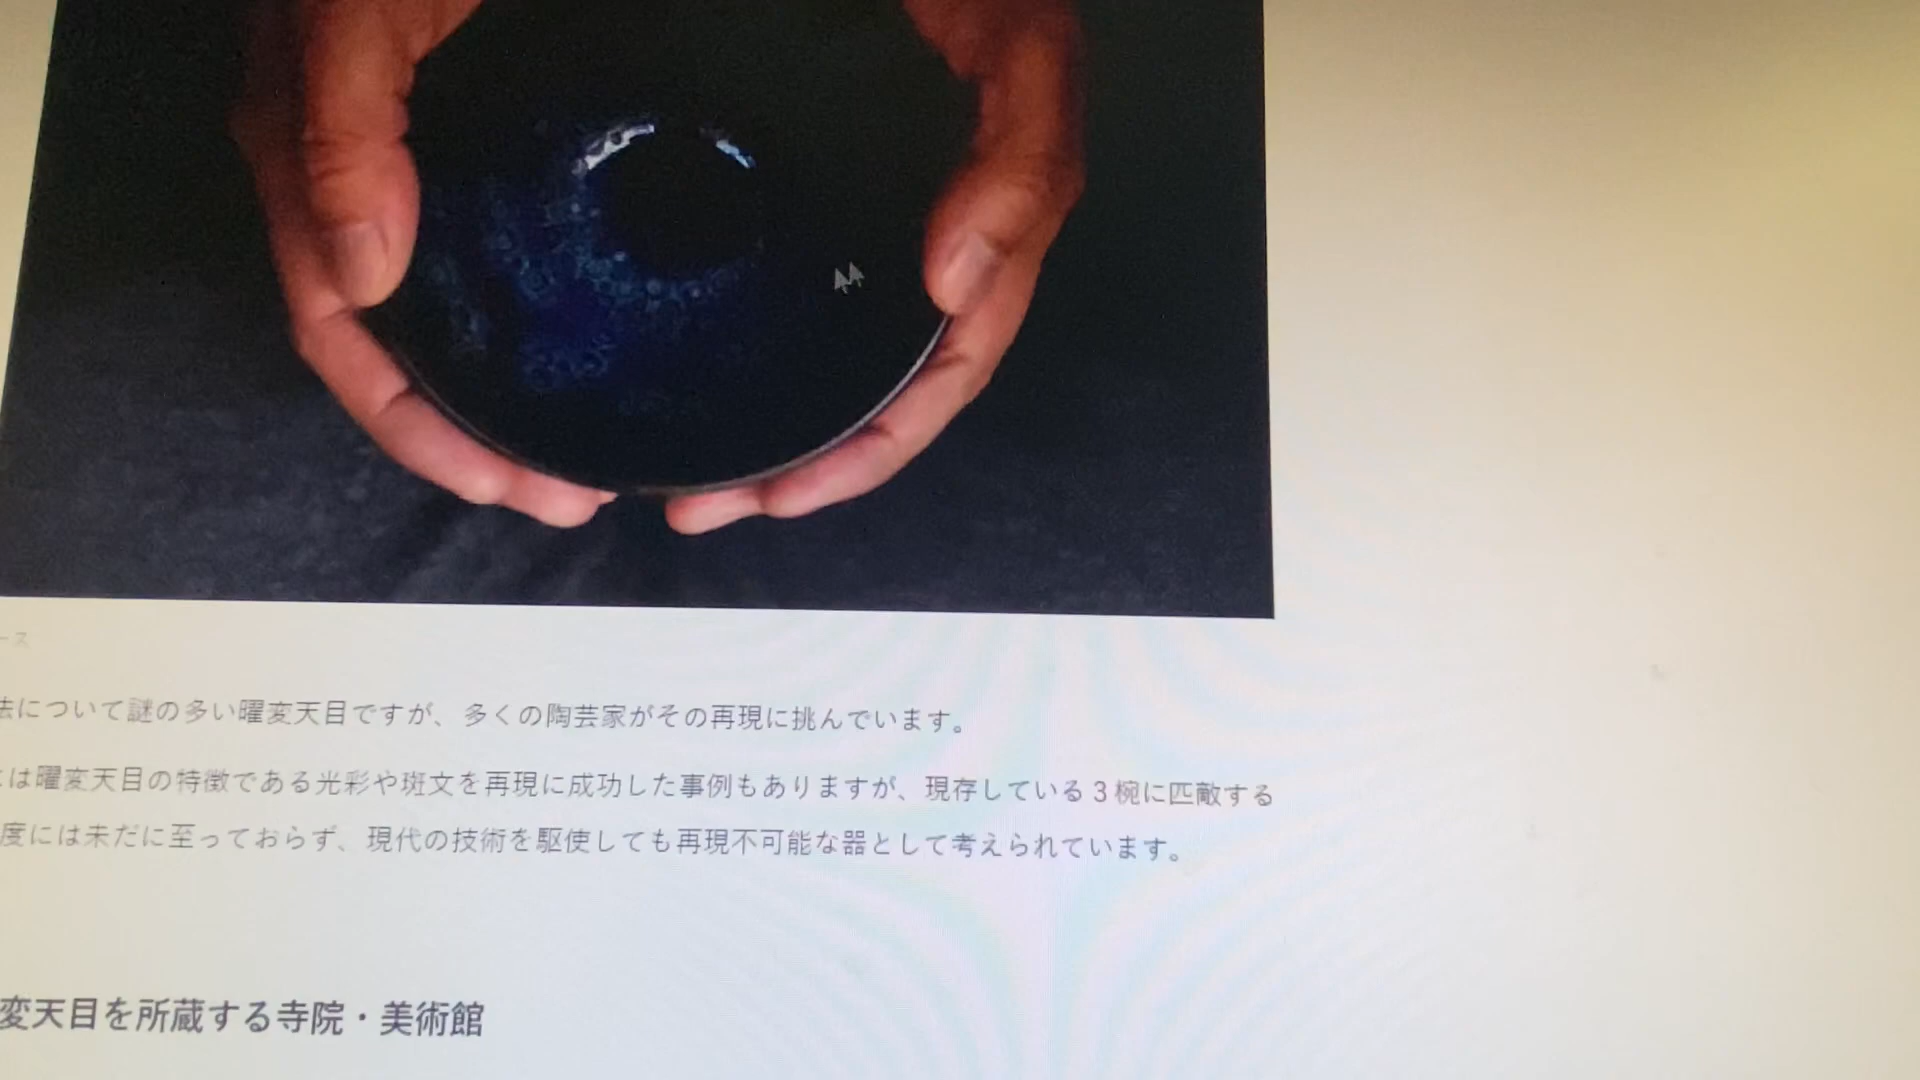 ース
法について謎の多い曜変天目ですが、多くの陶芸家がその再現に挑んでいます。
は曜変天目の特徴である光彩や斑文を再現に成功した事例もありますが、現存している３椀に匹敵する
度には未だに至っておらず、現代の技術を駆使しても再現不可能な器として考えられています。
変天目を所蔵する寺院・美術館